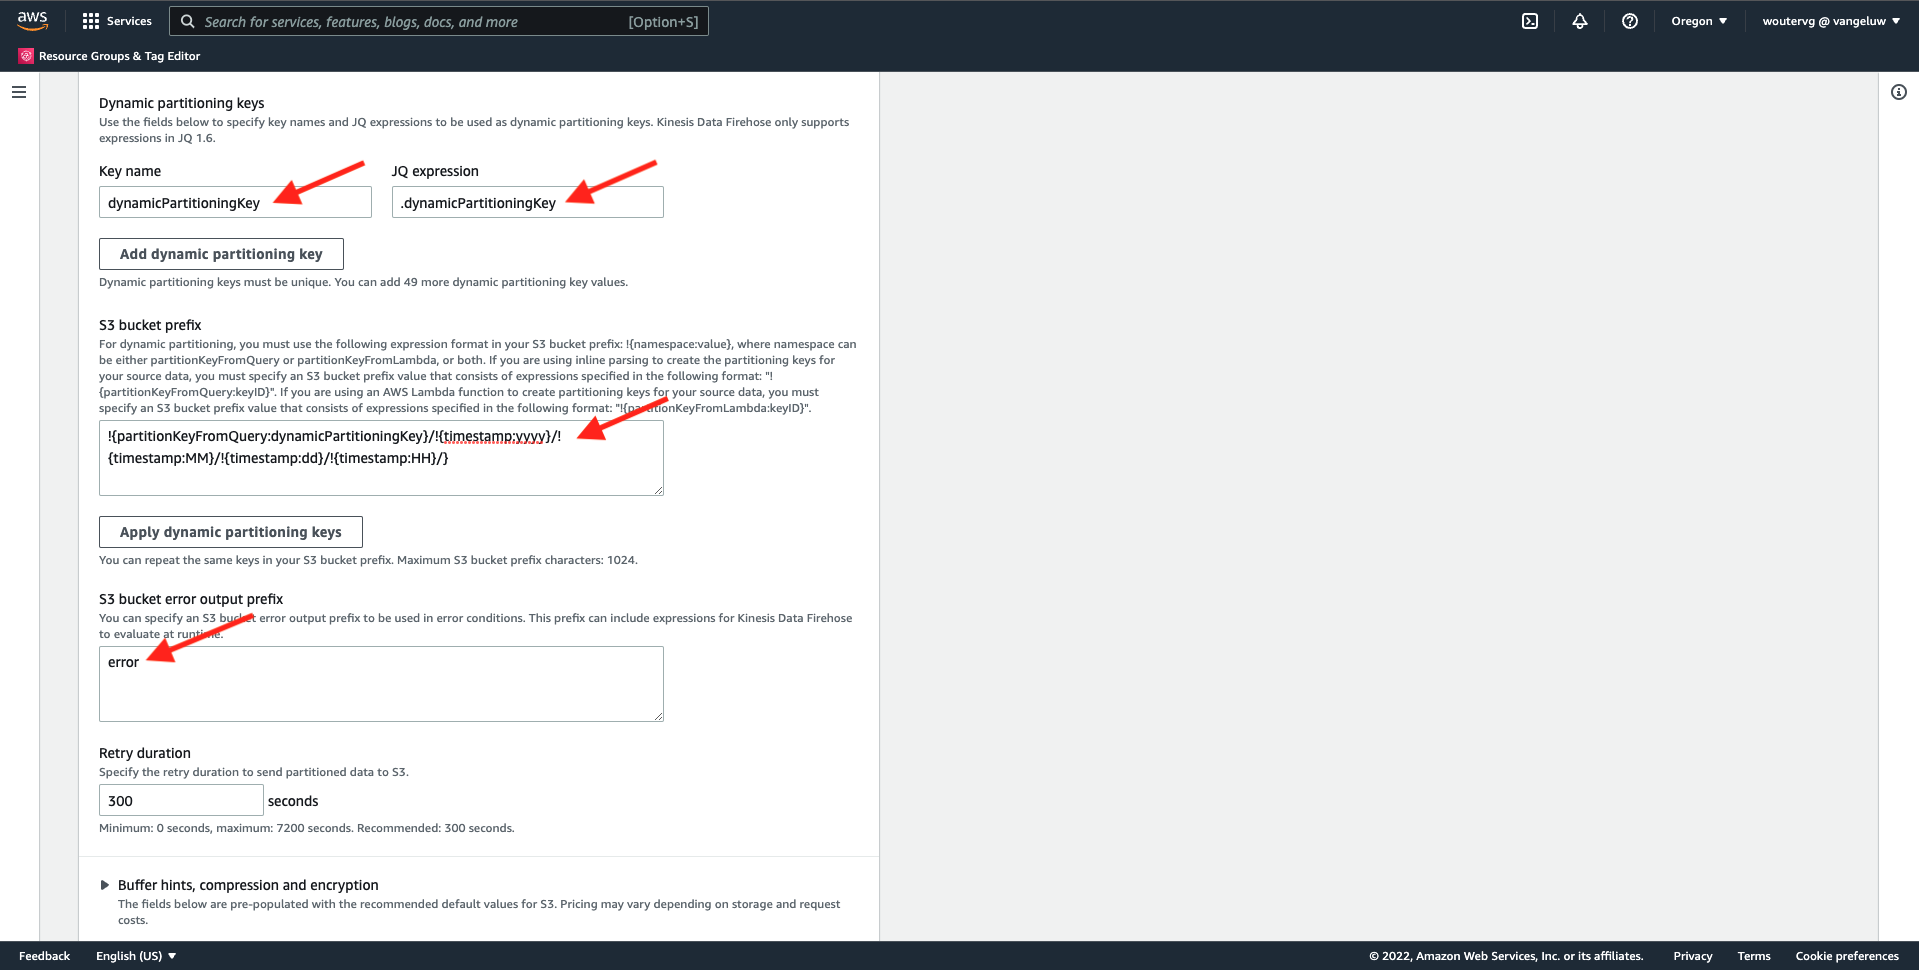 aws
Services
Search for services, features, blogs, docs, and more
[Option+S]
Oregon ▼
woutervg @ vangeluw ▼
Resource Groups & Tag Editor
Dynamic partitioning keys
Use the fields below to specify key names and JQ expressions to be used as dynamic partitioning keys. Kinesis Data Firehose only supports
expressions in JQ 1.6.
Key name
JQ expression
dynamicPartitioningKey
.dynamicPartitioningKey
Add dynamic partitioning key
Dynamic partitioning keys must be unique. You can add 49 more dynamic partitioning key values.
S3 bucket prefix
For dynamic partitioning, you must use the following expression format in your S3 bucket prefix: !{namespace:value}, where namespace can
be either partitionKeyFromQuery or partitionKeyFromLambda, or both. If you are using inline parsing to create the partitioning keys for
your source data, you must specify an S3 bucket prefix value that consists of expressions specified in the following format: "!
{partitionKeyFromQuery:keyID}". If you are using an AWS Lambda function to create partitioning keys for your source data, you must
specify an S3 bucket prefix value that consists of expressions specified in the following format: "!{partitionKeyFromLambda:keyID}".
!{partitionKeyFromQuery:dynamicPartitioningKey}/!{timestamp:yyyy}/!
{timestamp:MM}/!{timestamp:dd}/!{timestamp:HH}/}
Apply dynamic partitioning keys
You can repeat the same keys in your S3 bucket prefix. Maximum S3 bucket prefix characters: 1024.
S3 bucket error output prefix
You can specify an S3 bucket error output prefix to be used in error conditions. This prefix can include expressions for Kinesis Data Firehose
to evaluate at runtime.
error
Retry duration
Specify the retry duration to send partitioned data to S3.
300
seconds
Minimum: 0 seconds, maximum: 7200 seconds. Recommended: 300 seconds.
Buffer hints, compression and encryption
The fields below are pre-populated with the recommended default values for S3. Pricing may vary depending on storage and request
costs.
Feedback
English (US) ▼
© 2022, Amazon Web Services, Inc. or its affiliates.
Privacy
Terms
Cookie preferences